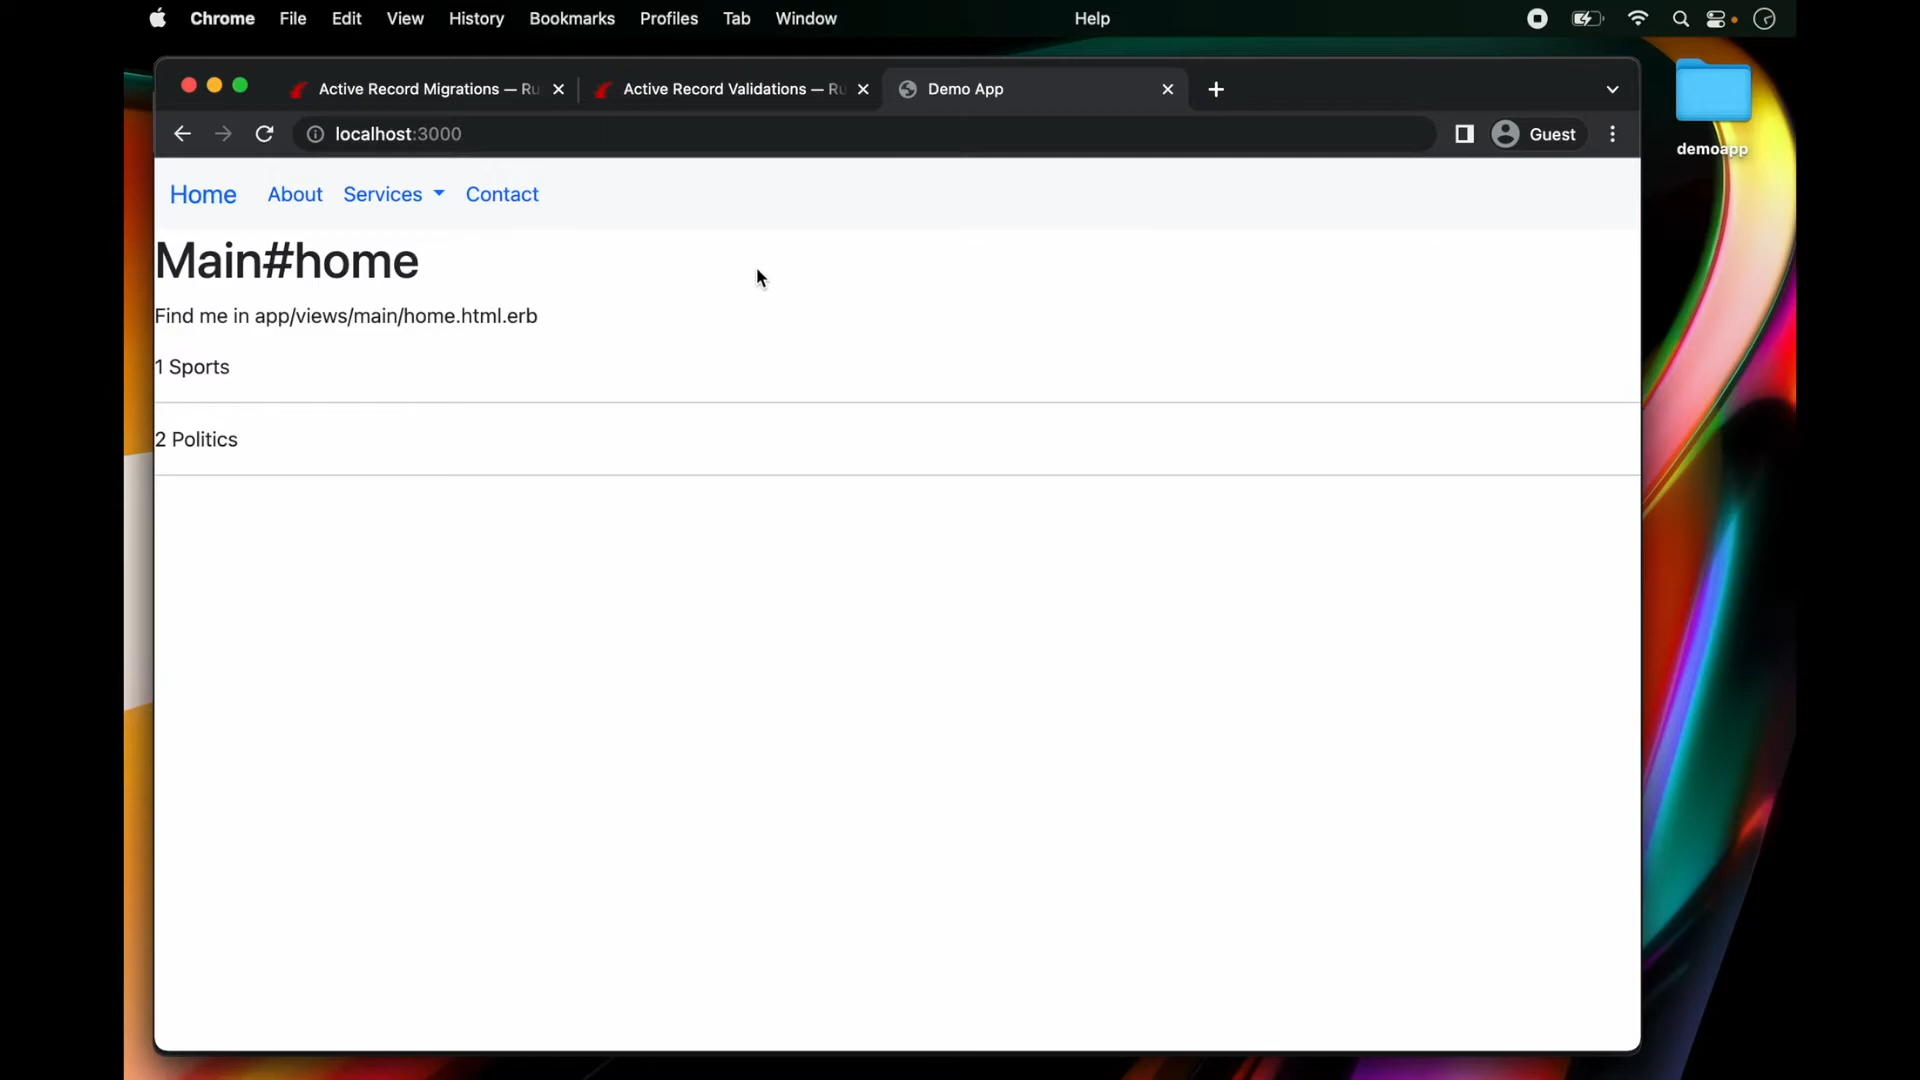 Chrome File Edit View History Bookmarks Profiles Tab Window Help
Active Record Migrations — Ru
Active Record Validations — Ru
Demo App
localhost:3000
Guest
demoapp
Home About Services Contact
Main#home
Find me in app/views/main/home.html.erb
1 Sports
2 Politics